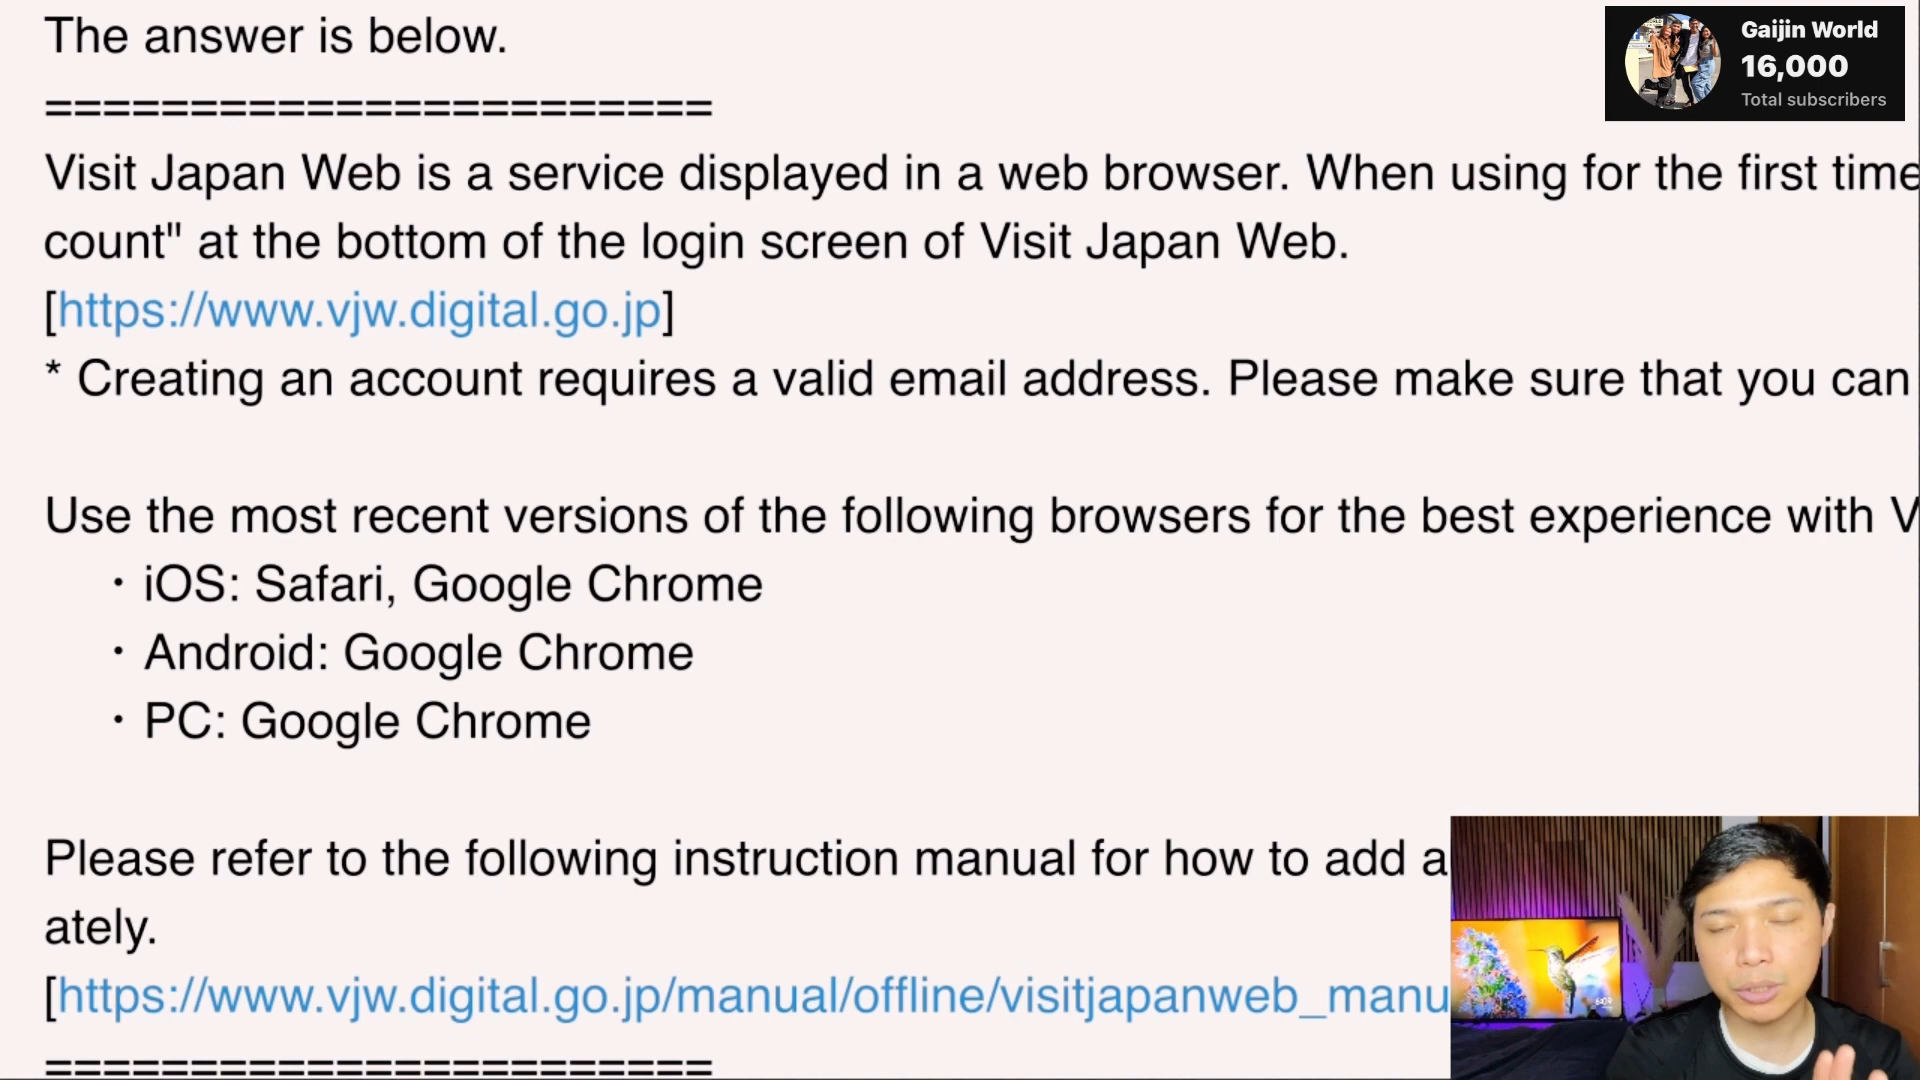 The answer is below.
=======================
Visit Japan Web is a service displayed in a web browser. When using for the first time
count" at the bottom of the login screen of Visit Japan Web.
[https://www.vjw.digital.go.jp]
* Creating an account requires a valid email address. Please make sure that you can
Use the most recent versions of the following browsers for the best experience with V
・iOS: Safari, Google Chrome
・Android: Google Chrome
・PC: Google Chrome
Please refer to the following instruction manual for how to add a
ately.
[https://www.vjw.digital.go.jp/manual/offline/visitjapanweb_manu
=======================
Gaijin World
16,000
Total subscribers